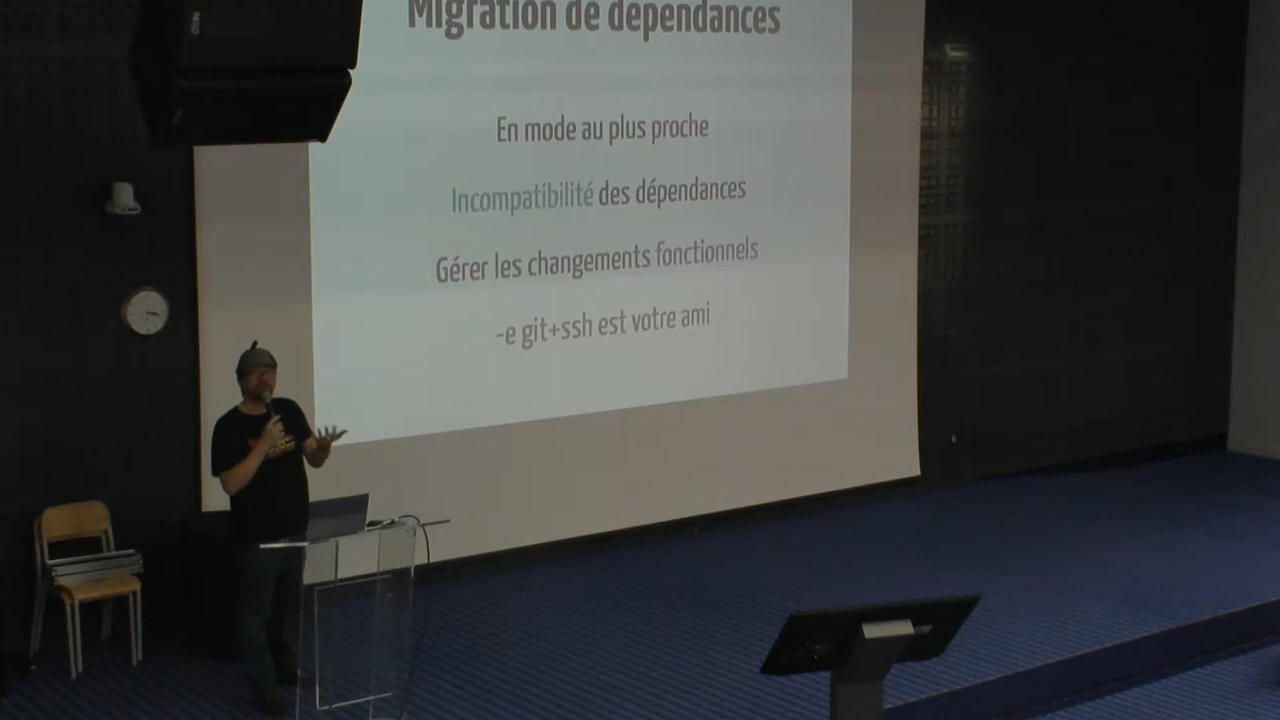 Migration de dépendances
En mode au plus proche
Incompatibilité des dépendances
Gérer les changements fonctionnels
-e git+ssh est votre ami